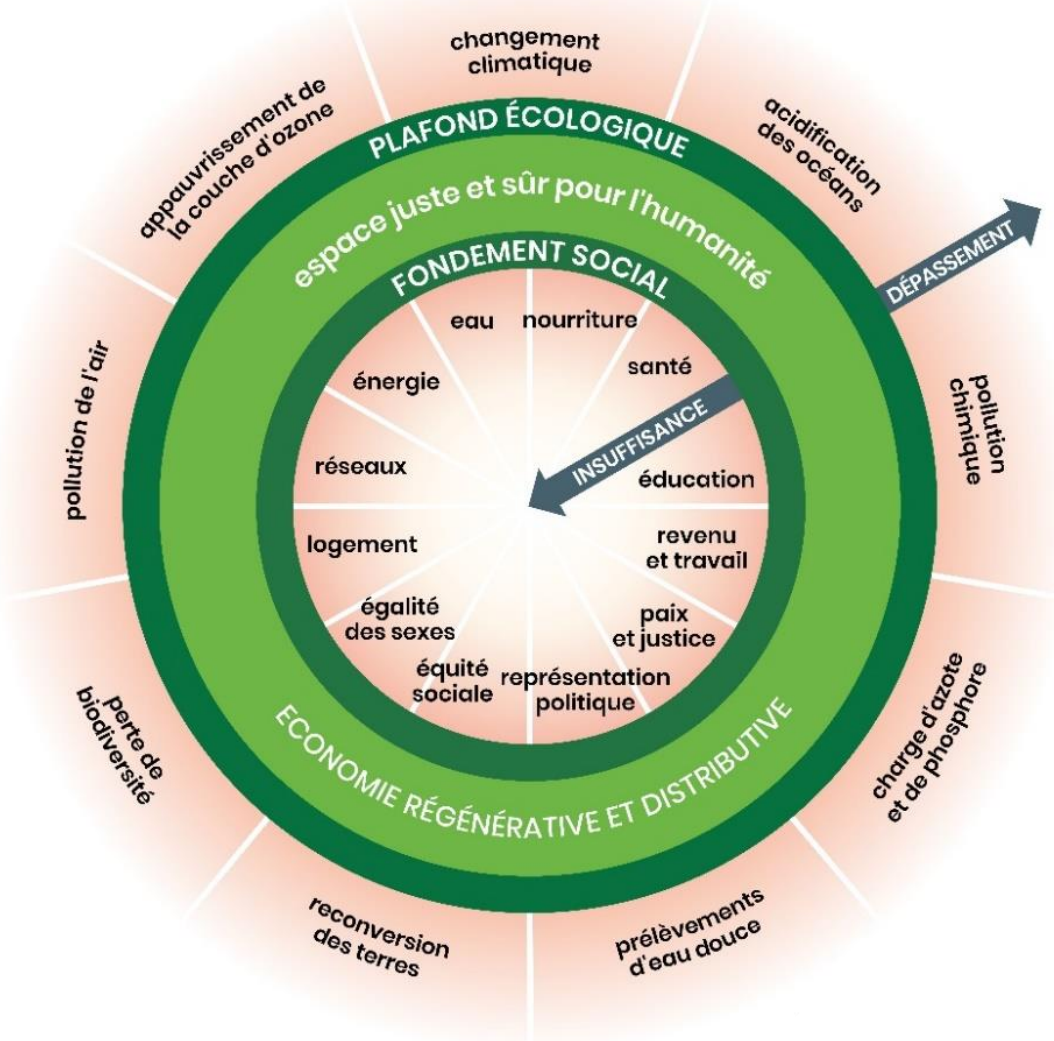 changement
climatique
acidification
des océans
DÉPASSEMENT
pollution
chimique
charge d'azote
et de phosphore
prélèvements
d'eau douce
reconversion
des terres
perte de
biodiversité
pollution de l'air
appauvrissement de
la couche d'ozone
PLAFOND ÉCOLOGIQUE
espace juste et sûr pour l'humanité
FONDEMENT SOCIAL
eau
nourriture
santé
INSUFFISANCE
éducation
revenu
et travail
paix
et justice
représentation
politique
équité
sociale
égalité
des sexes
logement
réseaux
énergie
ECONOMIE RÉGÉNÉRATIVE ET DISTRIBUTIVE